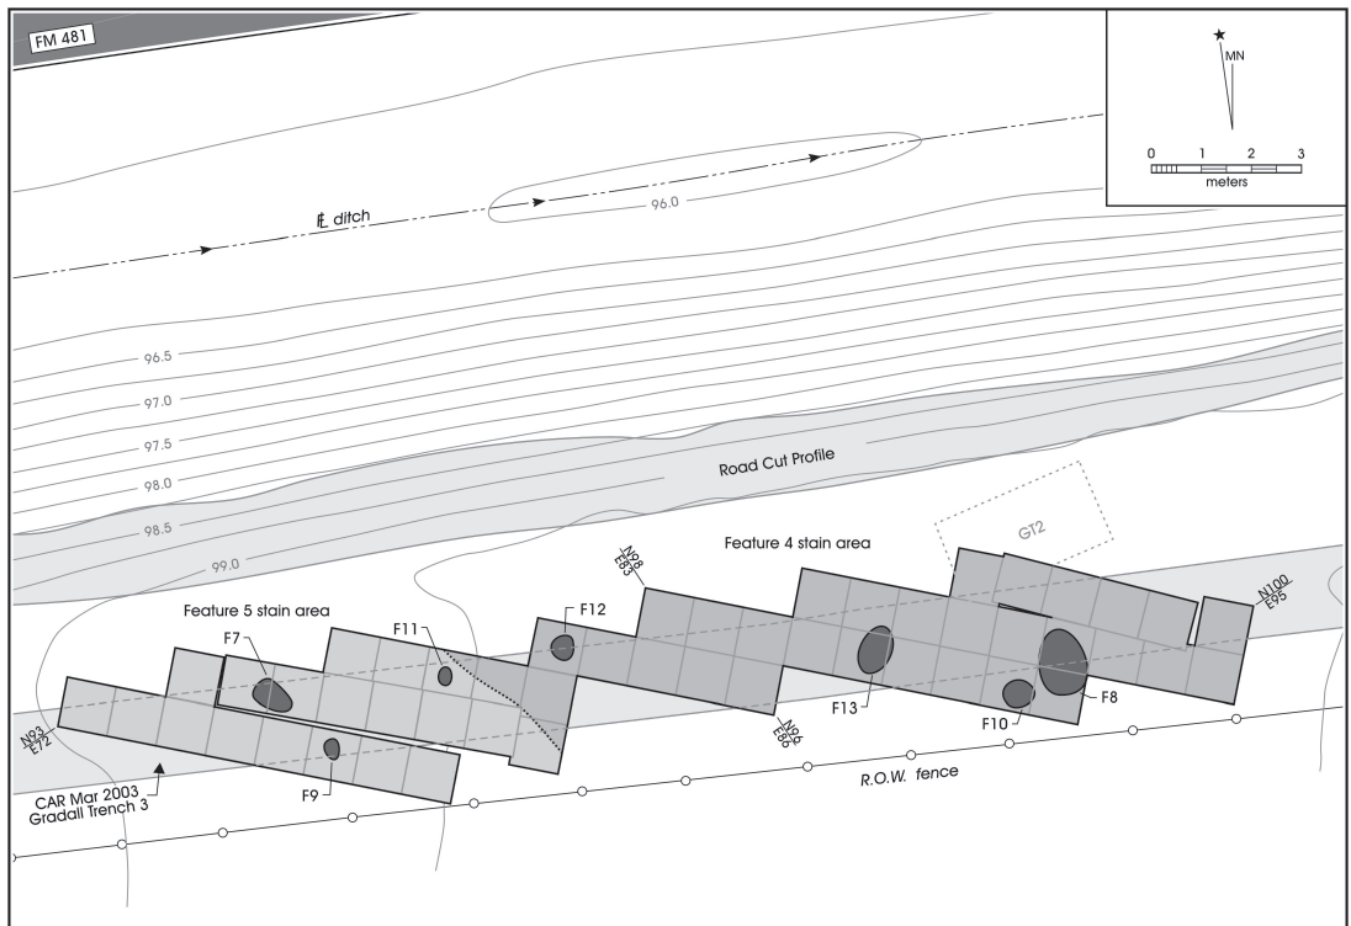 FM 481
MN
0 1 2 3
meters
℄ ditch
96.0
96.5
97.0
97.5
98.0
98.5
99.0
Road Cut Profile
GT2
Feature 4 stain area
N98
E83
N100
E95
Feature 5 stain area
F7
F11
F12
F13
F10
F8
N96
E86
N93
E72
F9
CAR Mar 2003
Gradall Trench 3
R.O.W. fence